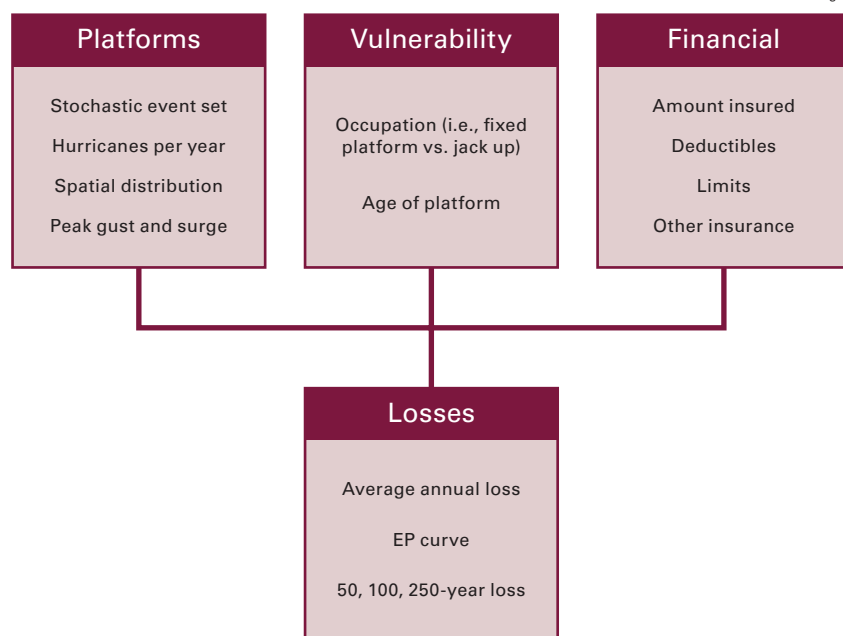 Platforms
Stochastic event set
Hurricanes per year
Spatial distribution
Peak gust and surge
Vulnerability
Occupation (i.e., fixed
platform vs. jack up)
Age of platform
Financial
Amount insured
Deductibles
Limits
Other insurance
Losses
Average annual loss
EP curve
50, 100, 250-year loss